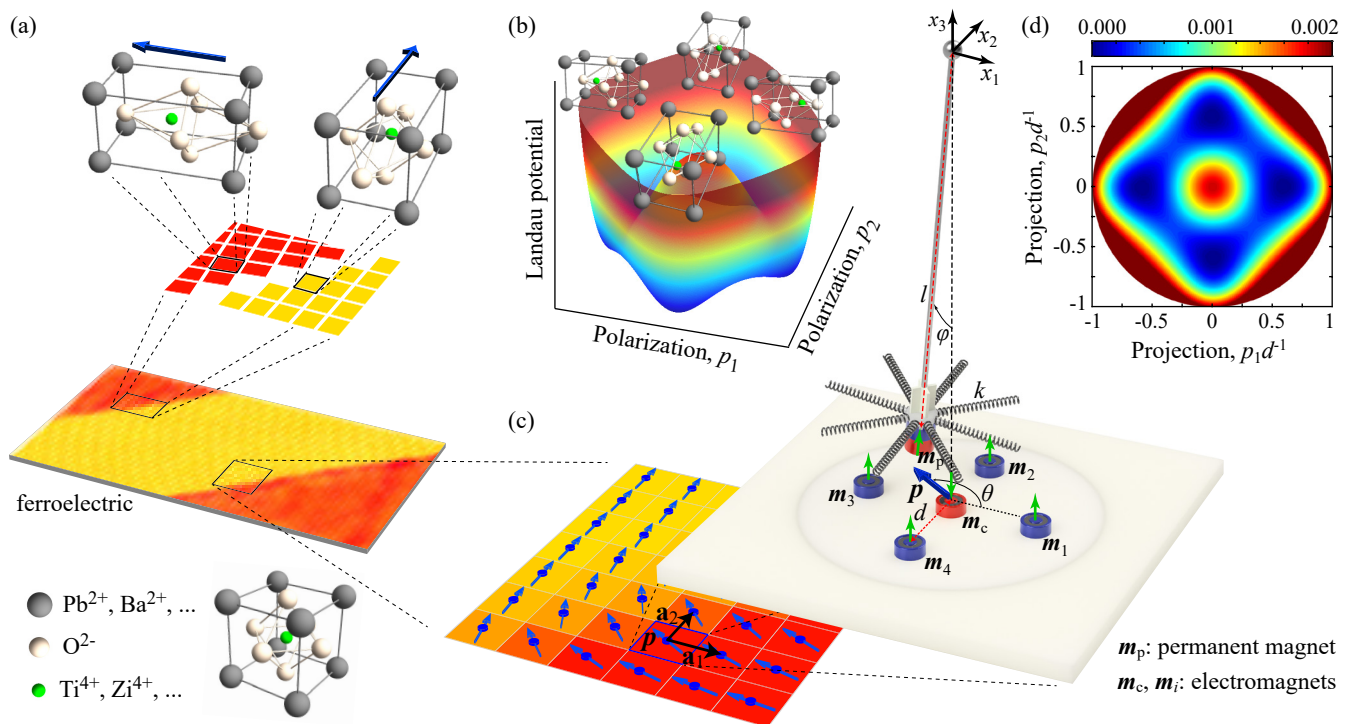 (a)
ferroelectric
Pb²⁺, Ba²⁺, ...
O²⁻
Ti⁴⁺, Zi⁴⁺, ...
(b)
Landau potential
Polarization, p₁
Polarization, p₂
(c)
a₂
p
a₁
x₃
x₂
x₁
l
φ
k
mₚ
m₂
m₃
p
θ
d
m_c
m₁
m₄
mₚ: permanent magnet
m_c, mᵢ: electromagnets
(d)
0.000 0.001 0.002
1
0.5
0
-0.5
-1
Projection, p₂d⁻¹
-1 -0.5 0 0.5 1
Projection, p₁d⁻¹